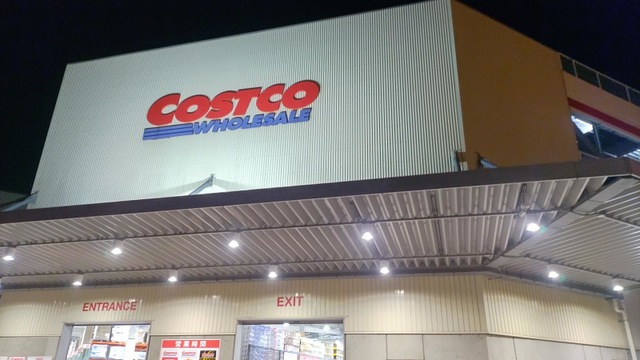 COSTCO
WHOLESALE
ENTRANCE
EXIT
営業時間